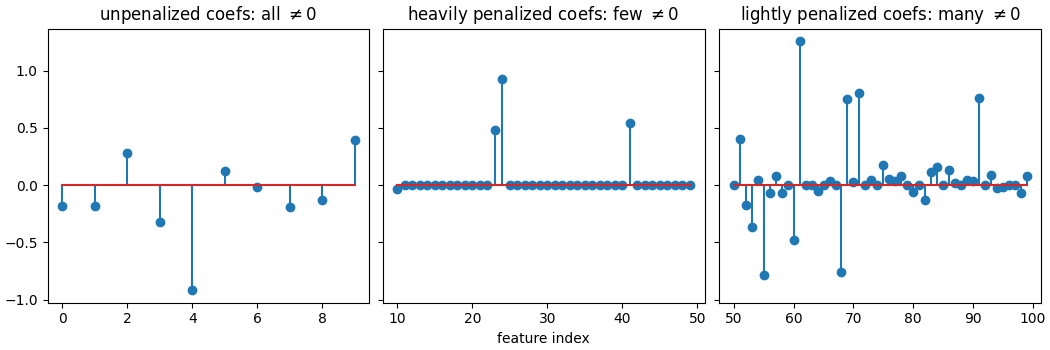 unpenalized coefs: all ≠0
heavily penalized coefs: few ≠0
lightly penalized coefs: many ≠0
1.0
0.5
0.0
−0.5
−1.0
0 2 4 6 8
10 20 30 40 50
50 60 70 80 90 100
feature index